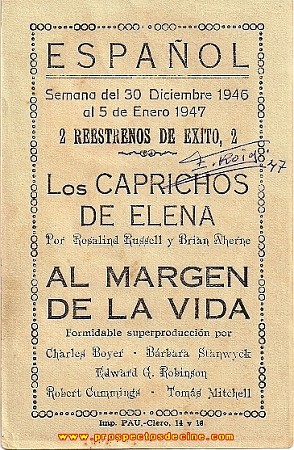 ESPAÑOL
Semana del 30 Diciembre 1946
al 5 de Enero 1947
2 REESTRENOS DE EXITO, 2
Los CAPRICHOS
DE ELENA
Por Rosalind Russell y Brian Aherne
AL MARGEN
DE LA VIDA
Formidable superproducción por
Charles Boyer - Bárbara Stanwyck
Edward G. Robinson
Robert Cummings - Tomás Mitchell
Imp. PAU.-Clero, 14 y 16
www.prospectosdecine.com